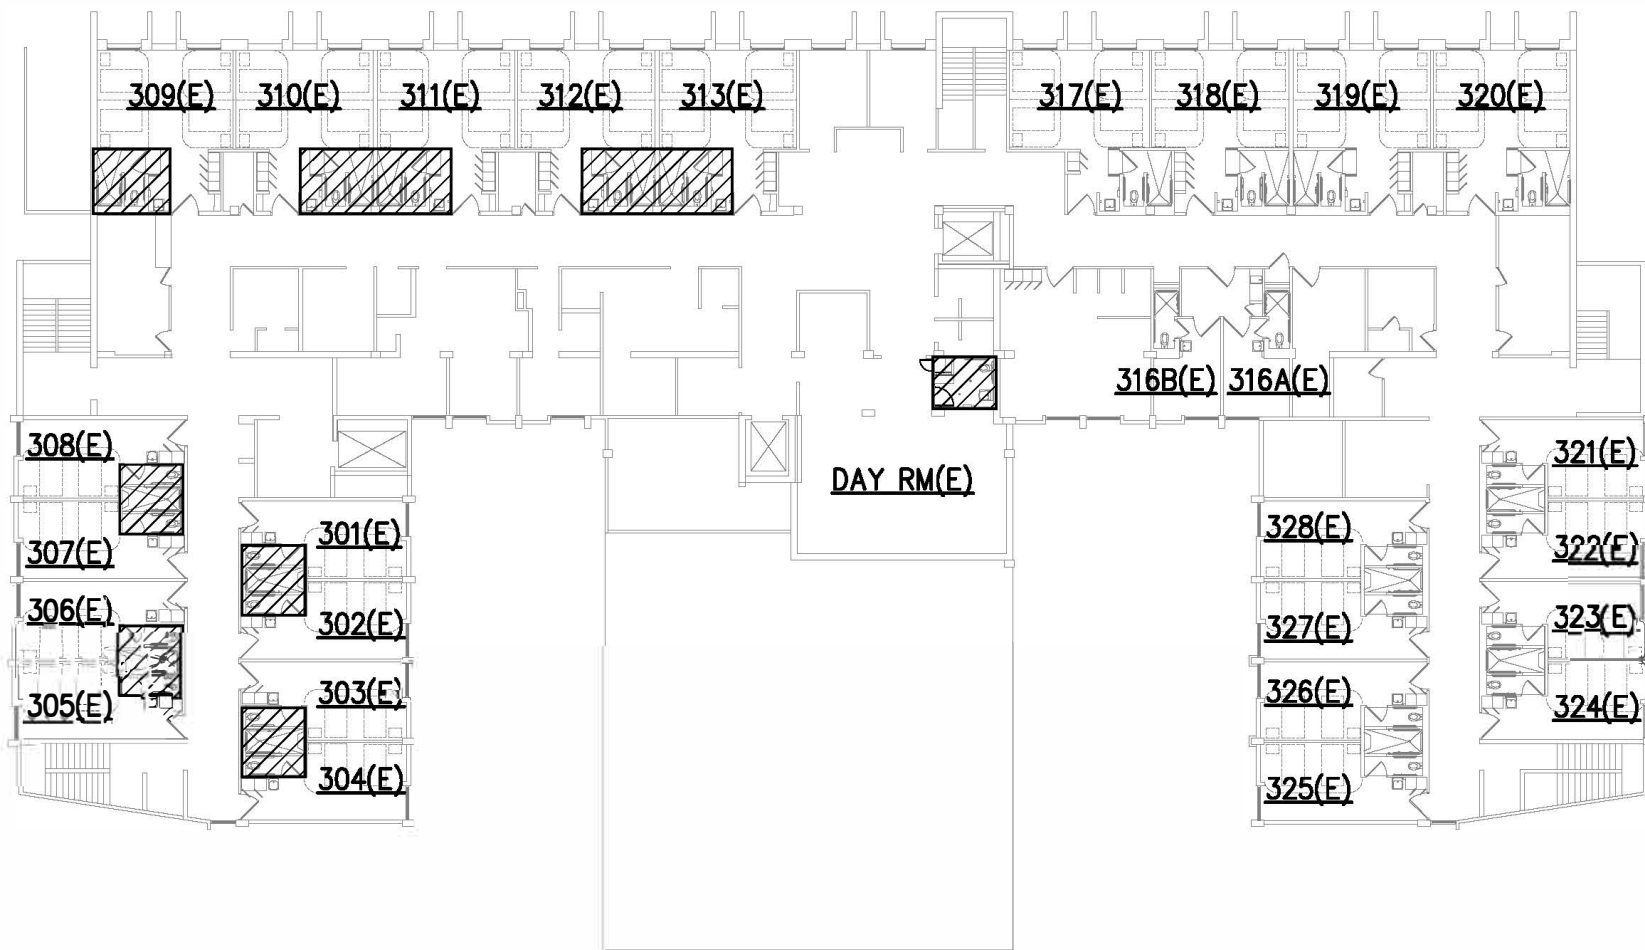 309(E) 310(E) 311(E) 312(E) 313(E) 317(E) 318(E) 319(E) 320(E)
316B(E) 316A(E)
308(E) 321(E)
DAY RM(E)
301(E) 328(E)
307(E) 322(E)
306(E) 323(E)
302(E) 327(E)
303(E) 326(E)
305(E) 324(E)
304(E) 325(E)